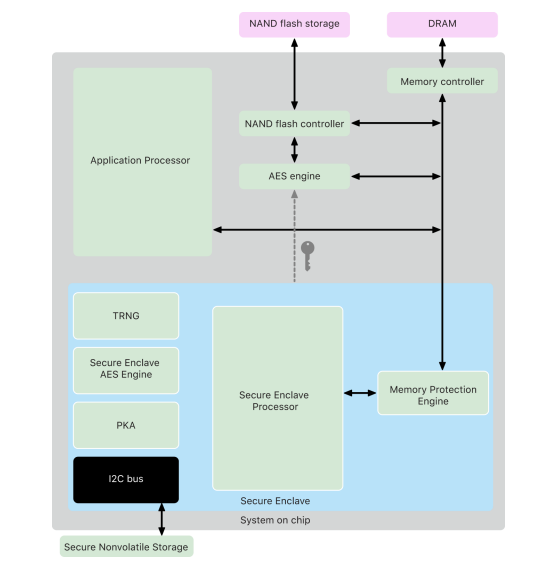 NAND flash storage
DRAM
Memory controller
NAND flash controller
Application Processor
AES engine
TRNG
Secure Enclave
AES Engine
Secure Enclave
Processor
Memory Protection
Engine
PKA
I2C bus
Secure Enclave
System on chip
Secure Nonvolatile Storage